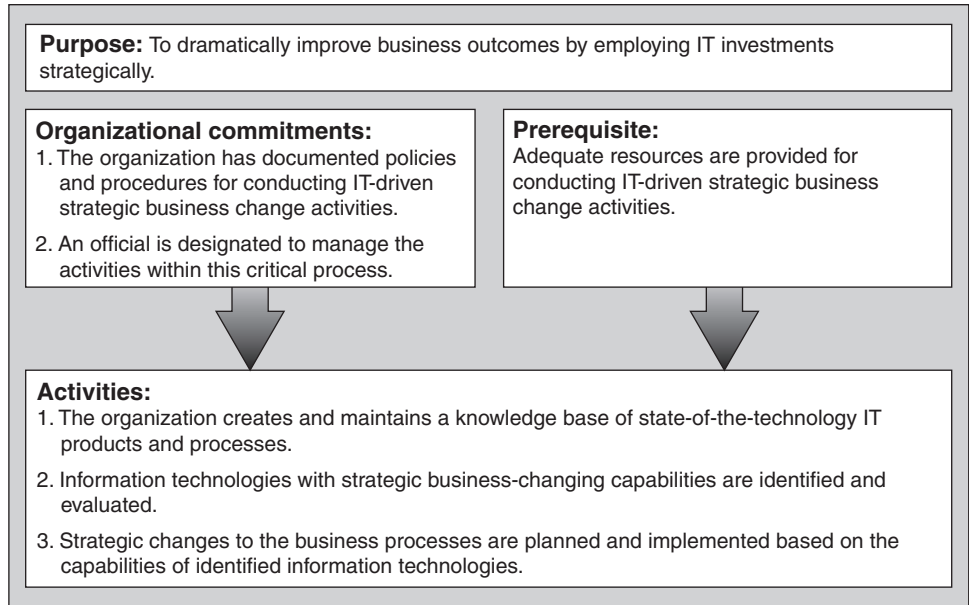 Purpose: To dramatically improve business outcomes by employing IT investments
strategically.
Organizational commitments:
1. The organization has documented policies
and procedures for conducting IT-driven
strategic business change activities.
2. An official is designated to manage the
activities within this critical process.
Prerequisite:
Adequate resources are provided for
conducting IT-driven strategic business
change activities.
Activities:
1. The organization creates and maintains a knowledge base of state-of-the-technology IT
products and processes.
2. Information technologies with strategic business-changing capabilities are identified and
evaluated.
3. Strategic changes to the business processes are planned and implemented based on the
capabilities of identified information technologies.